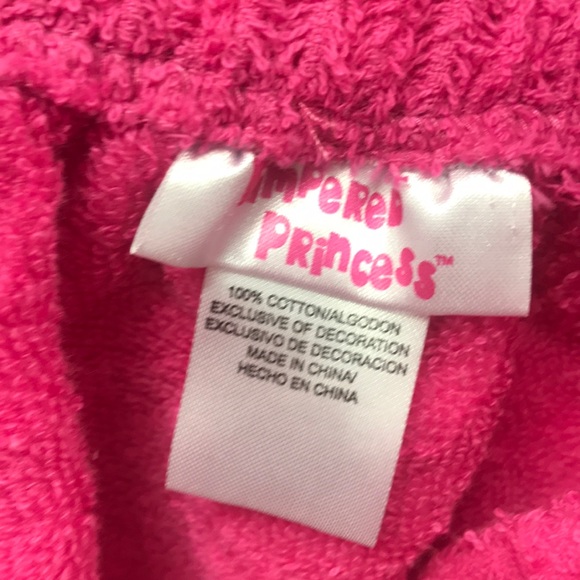 Princess™
100% COTTON/ALGODON
EXCLUSIVE OF DECORATION
EXCLUSIVO DE DECORACION
MADE IN CHINA/
HECHO EN CHINA